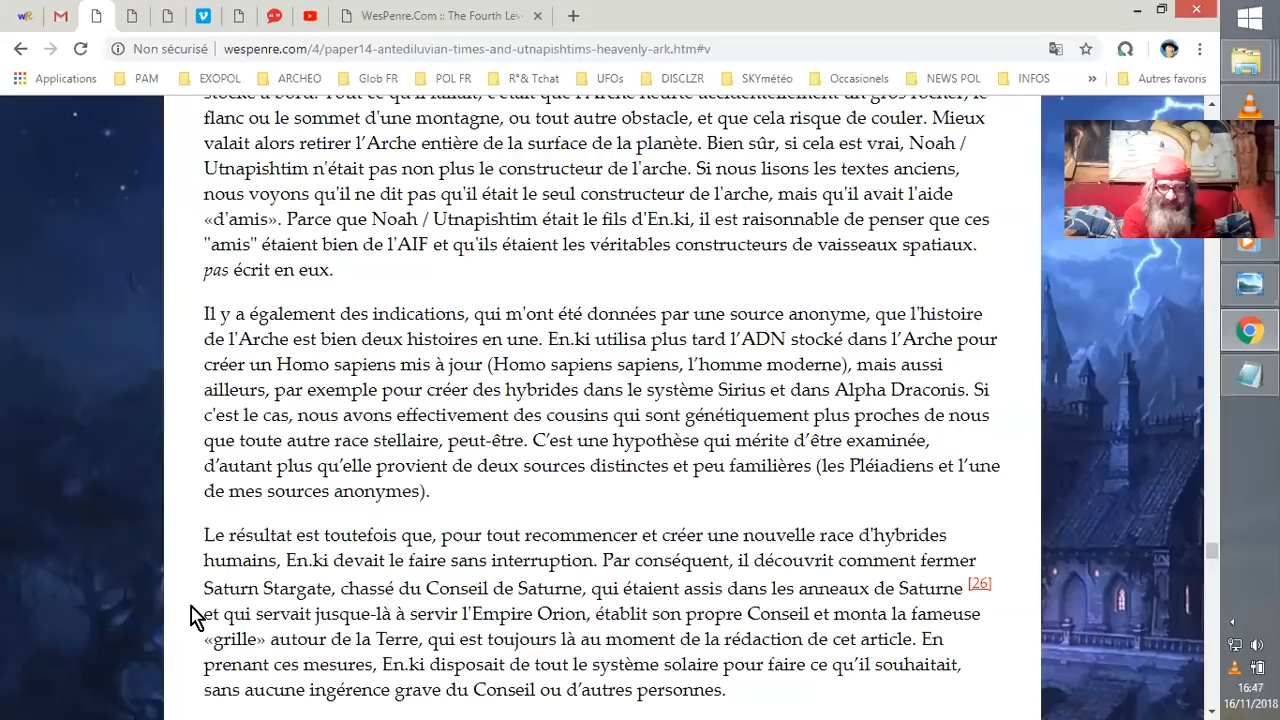 WesPenre.Com :: The Fourth Lev
Non sécurisé
wespenre.com/4/paper14-antediluvian-times-and-utnapishtims-heavenly-ark.htm#v
Applications
PAM
EXOPOL
ARCHEO
Glob FR
POL FR
R°& Tchat
UFOs
DISCLZR
SKYmétéo
Occasionels
NEWS POL
INFOS
»
Autres favoris
flanc ou le sommet d'une montagne, ou tout autre obstacle, et que cela risque de couler. Mieux
valait alors retirer l'Arche entière de la surface de la planète. Bien sûr, si cela est vrai, Noah /
Utnapishtim n'était pas non plus le constructeur de l'arche. Si nous lisons les textes anciens,
nous voyons qu'il ne dit pas qu'il était le seul constructeur de l'arche, mais qu'il avait l'aide
«d'amis». Parce que Noah / Utnapishtim était le fils d'En.ki, il est raisonnable de penser que ces
"amis" étaient bien de l'AIF et qu'ils étaient les véritables constructeurs de vaisseaux spatiaux.
pas écrit en eux.
Il y a également des indications, qui m'ont été données par une source anonyme, que l'histoire
de l'Arche est bien deux histoires en une. En.ki utilisa plus tard l'ADN stocké dans l'Arche pour
créer un Homo sapiens mis à jour (Homo sapiens sapiens, l'homme moderne), mais aussi
ailleurs, par exemple pour créer des hybrides dans le système Sirius et dans Alpha Draconis. Si
c'est le cas, nous avons effectivement des cousins qui sont génétiquement plus proches de nous
que toute autre race stellaire, peut-être. C'est une hypothèse qui mérite d'être examinée,
d'autant plus qu'elle provient de deux sources distinctes et peu familières (les Pléiadiens et l'une
de mes sources anonymes).
Le résultat est toutefois que, pour tout recommencer et créer une nouvelle race d'hybrides
humains, En.ki devait le faire sans interruption. Par conséquent, il découvrit comment fermer
Saturn Stargate, chassé du Conseil de Saturne, qui étaient assis dans les anneaux de Saturne [26]
et qui servait jusque-là à servir l'Empire Orion, établit son propre Conseil et monta la fameuse
«grille» autour de la Terre, qui est toujours là au moment de la rédaction de cet article. En
prenant ces mesures, En.ki disposait de tout le système solaire pour faire ce qu'il souhaitait,
sans aucune ingérence grave du Conseil ou d'autres personnes.
16:47
16/11/2018